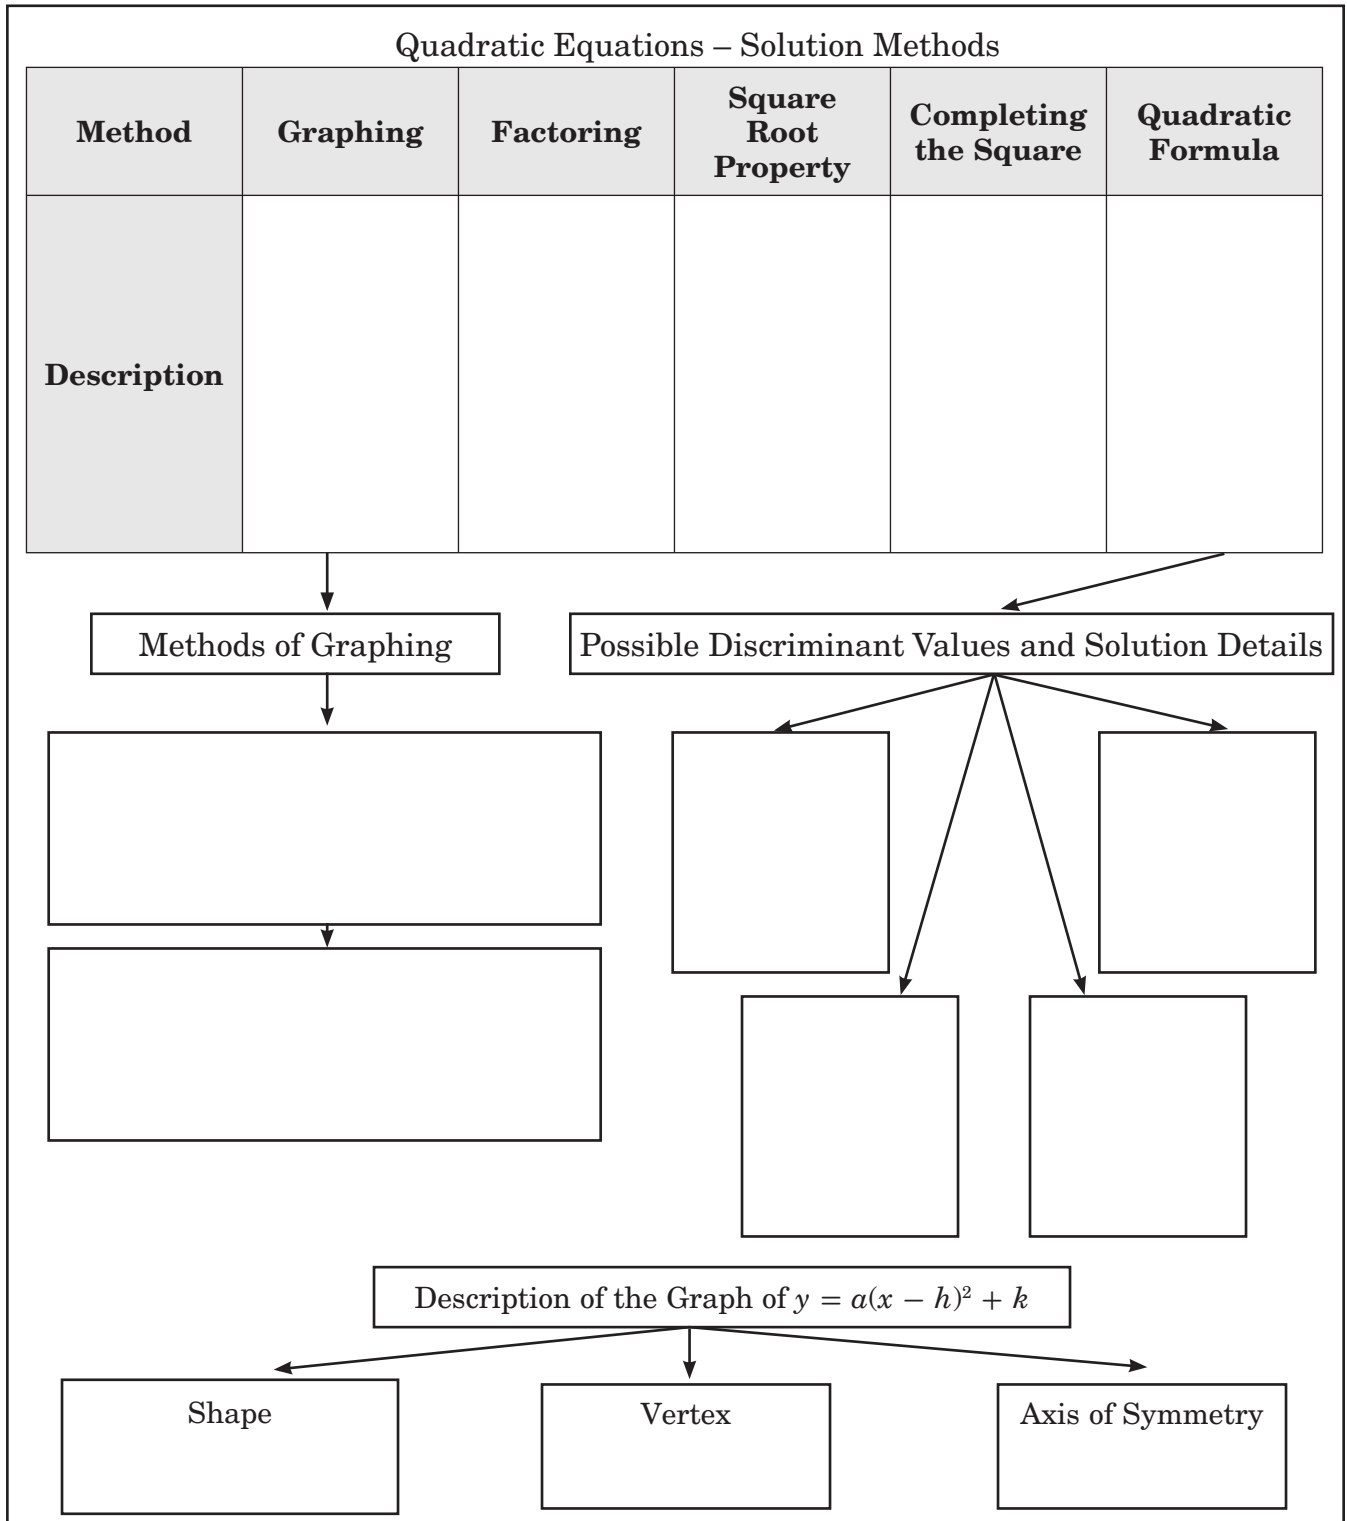 Quadratic Equations – Solution Methods
Method
Graphing
Factoring
Square
Root
Property
Completing
the Square
Quadratic
Formula
Description
Methods of Graphing
Possible Discriminant Values and Solution Details
Description of the Graph of y = a(x – h)² + k
Shape
Vertex
Axis of Symmetry